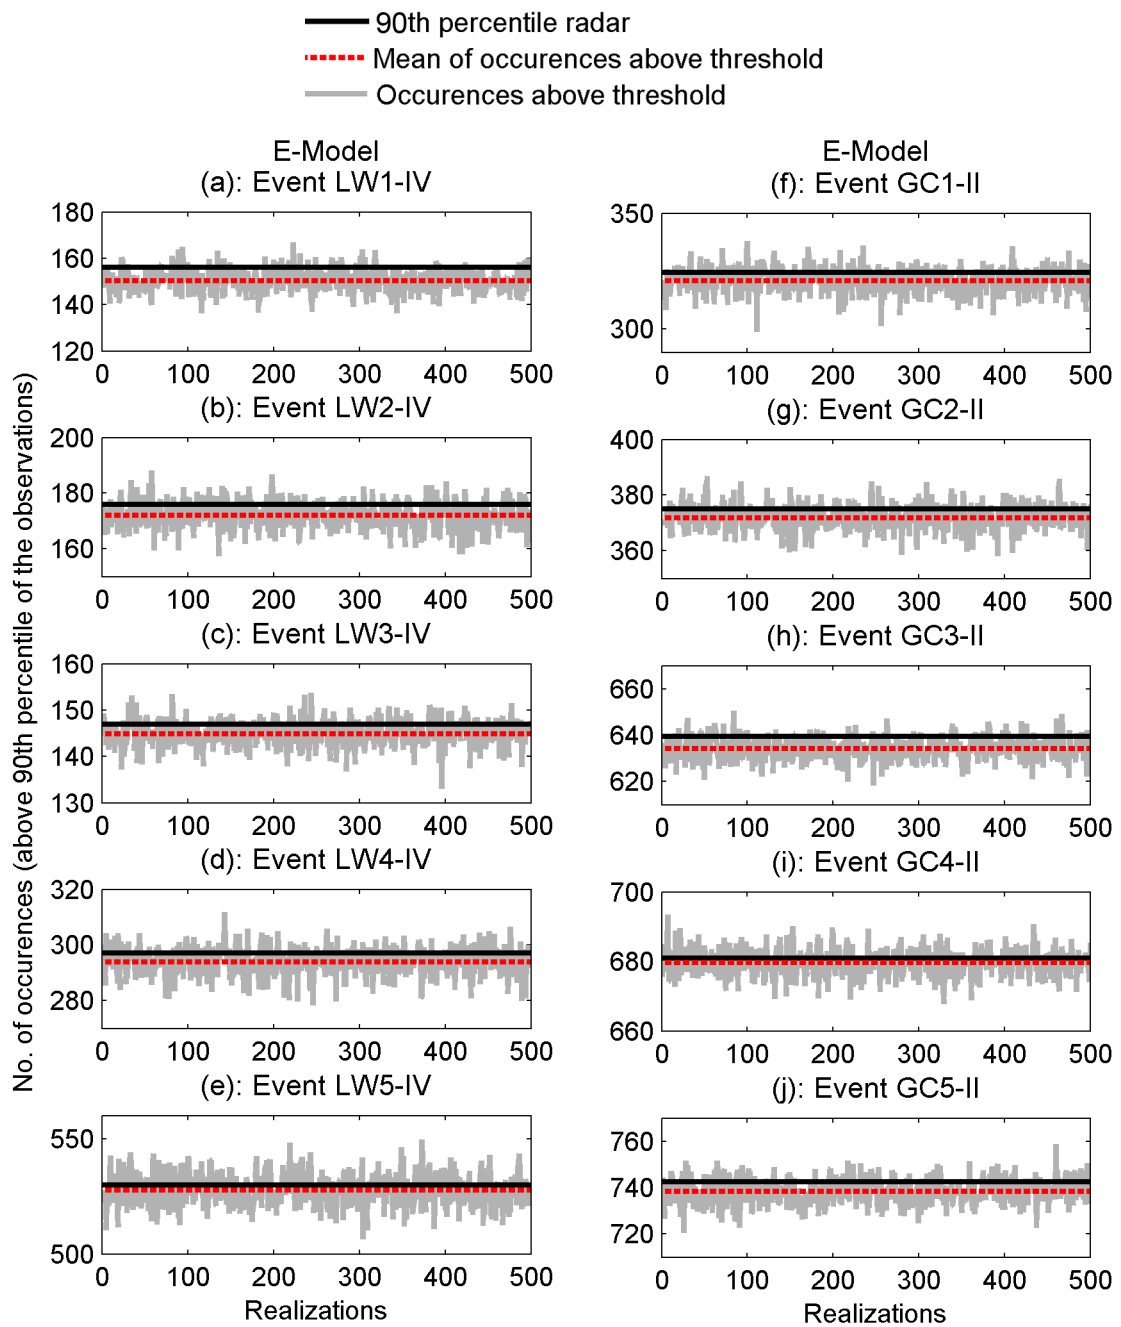 90th percentile radar
Mean of occurences above threshold
Occurences above threshold
No. of occurences (above 90th percentile of the observations)
E-Model
(a): Event LW1-IV
180
160
140
120
0 100 200 300 400 500
(b): Event LW2-IV
200
180
160
0 100 200 300 400 500
(c): Event LW3-IV
160
150
140
130
0 100 200 300 400 500
(d): Event LW4-IV
320
300
280
0 100 200 300 400 500
(e): Event LW5-IV
550
500
0 100 200 300 400 500
Realizations
E-Model
(f): Event GC1-II
350
300
0 100 200 300 400 500
(g): Event GC2-II
400
380
360
0 100 200 300 400 500
(h): Event GC3-II
660
640
620
0 100 200 300 400 500
(i): Event GC4-II
700
680
660
0 100 200 300 400 500
(j): Event GC5-II
760
740
720
0 100 200 300 400 500
Realizations